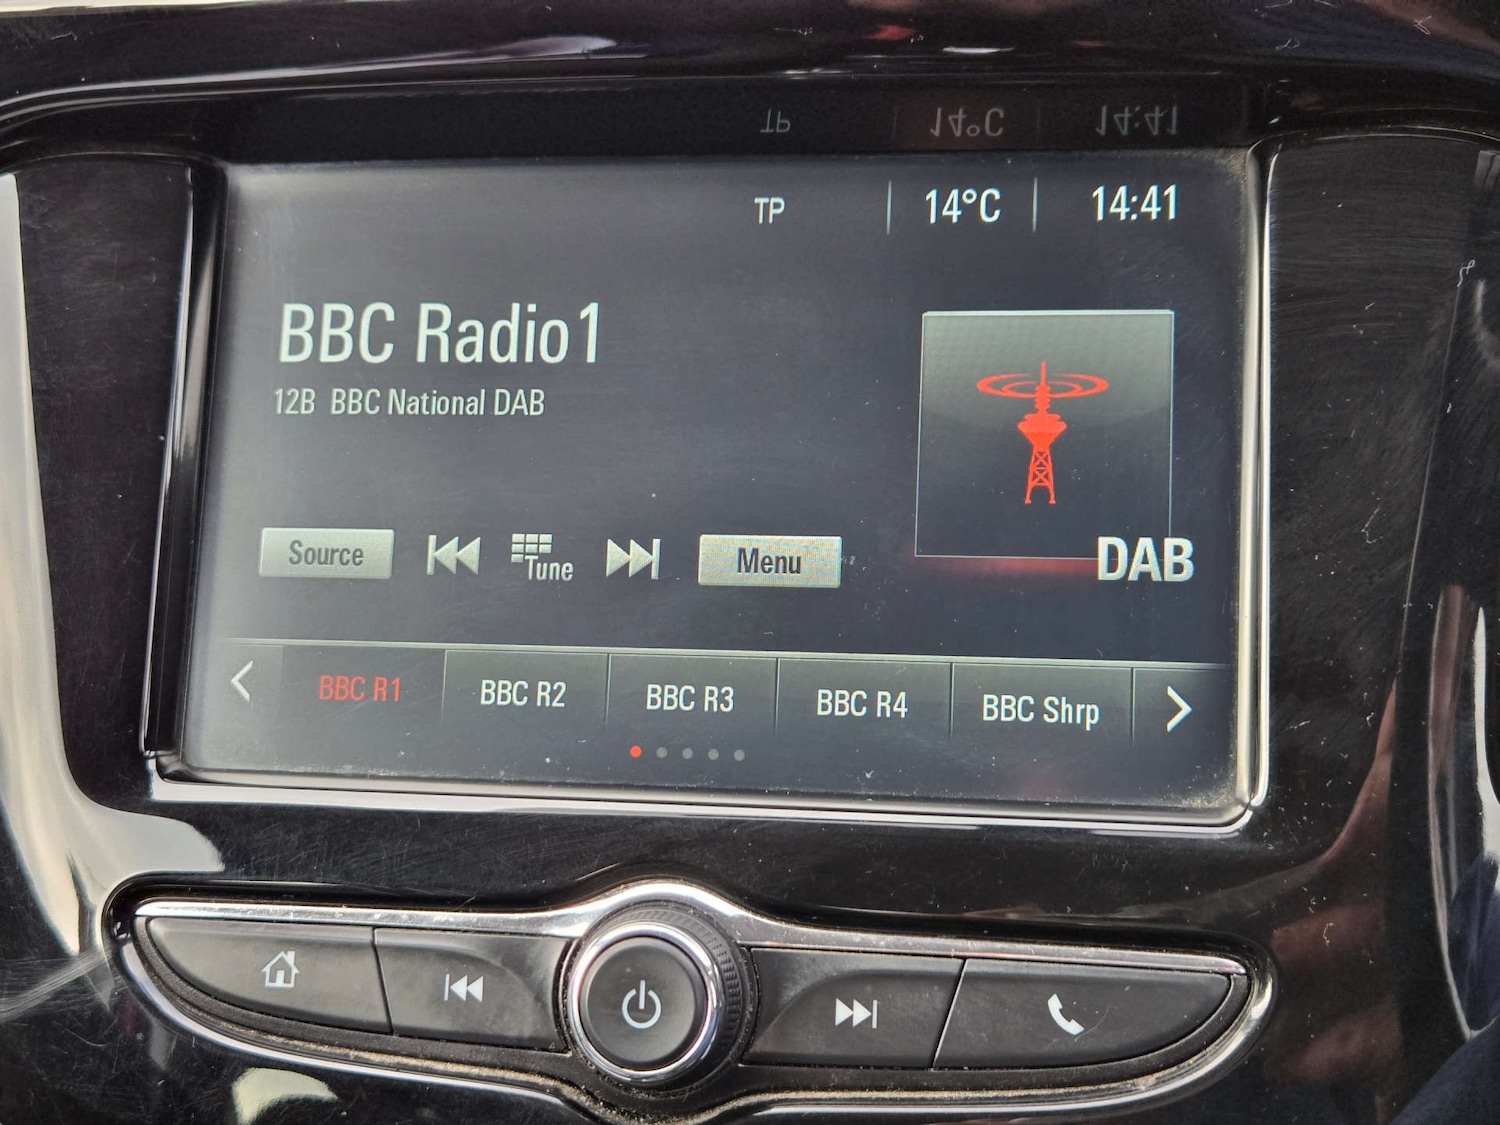 TP 14°C 14:41
BBC Radio1
12B BBC National DAB
Source Tune Menu
DAB
BBC R1 BBC R2 BBC R3 BBC R4 BBC Shrp